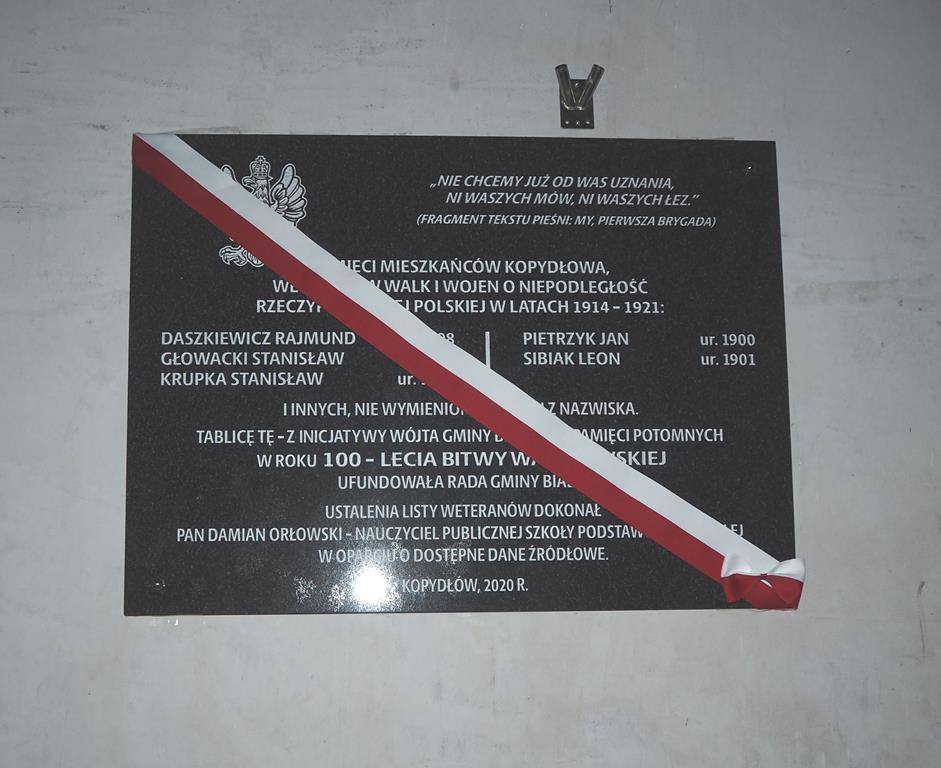 „NIE CHCEMY JUŻ OD WAS UZNANIA,
NI WASZYCH MÓW, NI WASZYCH ŁEZ.”
(FRAGMENT TEKSTU PIEŚNI: MY, PIERWSZA BRYGADA)
MIESZKAŃCÓW KOPYDŁOWA,
WALK I WOJEN O NIEPODLEGŁOŚĆ
POLSKIEJ W LATACH 1914 – 1921:
DASZKIEWICZ RAJMUND
GŁOWACKI STANISŁAW
KRUPKA STANISŁAW ur.
PIETRZYK JAN ur. 1900
SIBIAK LEON ur. 1901
I INNYCH, NIE Z NAZWISKA.
TABLICĘ TĘ – Z INICJATYWY WÓJTA GMINY PAMIĘCI POTOMNYCH
W ROKU 100 – LECIA BITWY
UFUNDOWAŁA RADA GMINY
USTALENIA LISTY WETERANÓW DOKONAŁ
PAN DAMIAN ORŁOWSKI – NAUCZYCIEL PUBLICZNEJ SZKOŁY
W OPARCIU O DOSTĘPNE DANE ŹRÓDŁOWE.
KOPYDŁÓW, 2020 R.